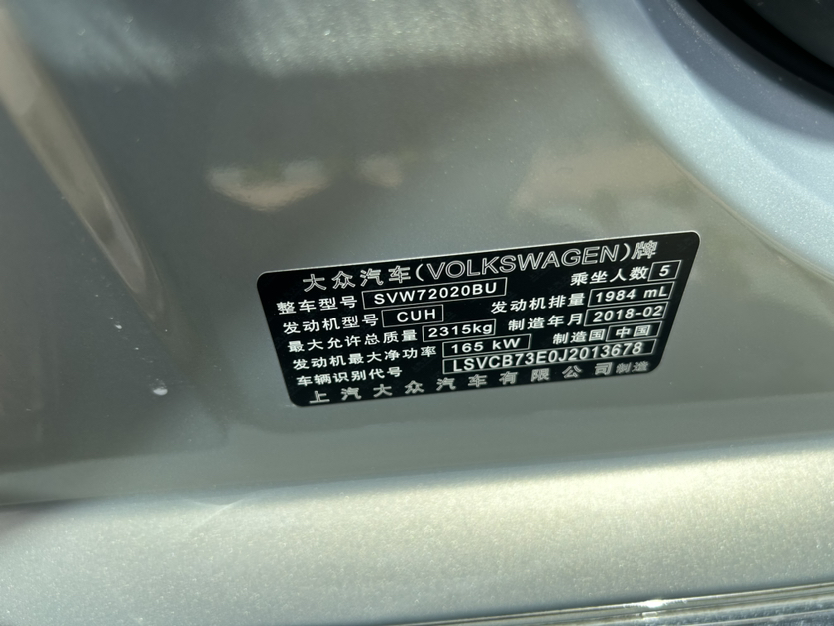 大众汽车(VOLKSWAGEN)牌
整车型号 SVW72020BU 乘坐人数 5
发动机型号 CUH 发动机排量 1984 mL
最大允许总质量 2315kg 制造年月 2018-02
发动机最大净功率 165 kW 制造国 中国
车辆识别代号 LSVCB73E0J2013678
上汽大众汽车有限公司制造